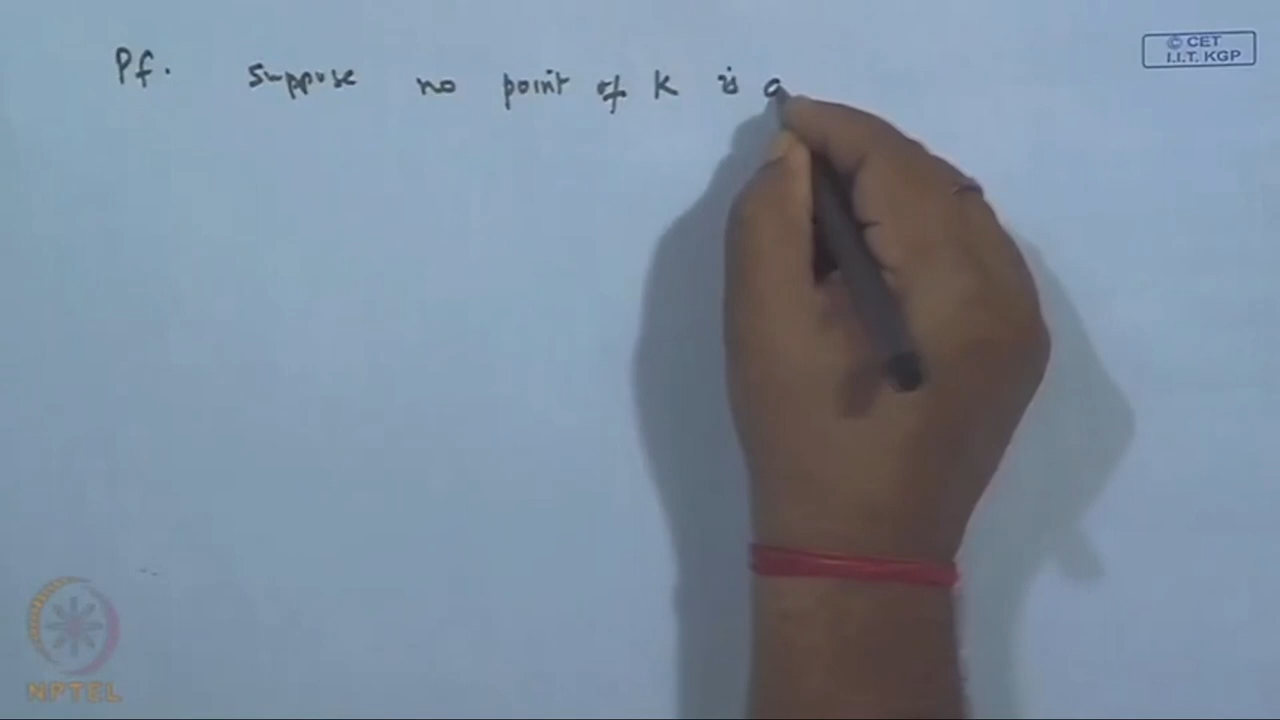 Pf. Suppose no point of K is a
© CET
I.I.T. KGP
NPTEL